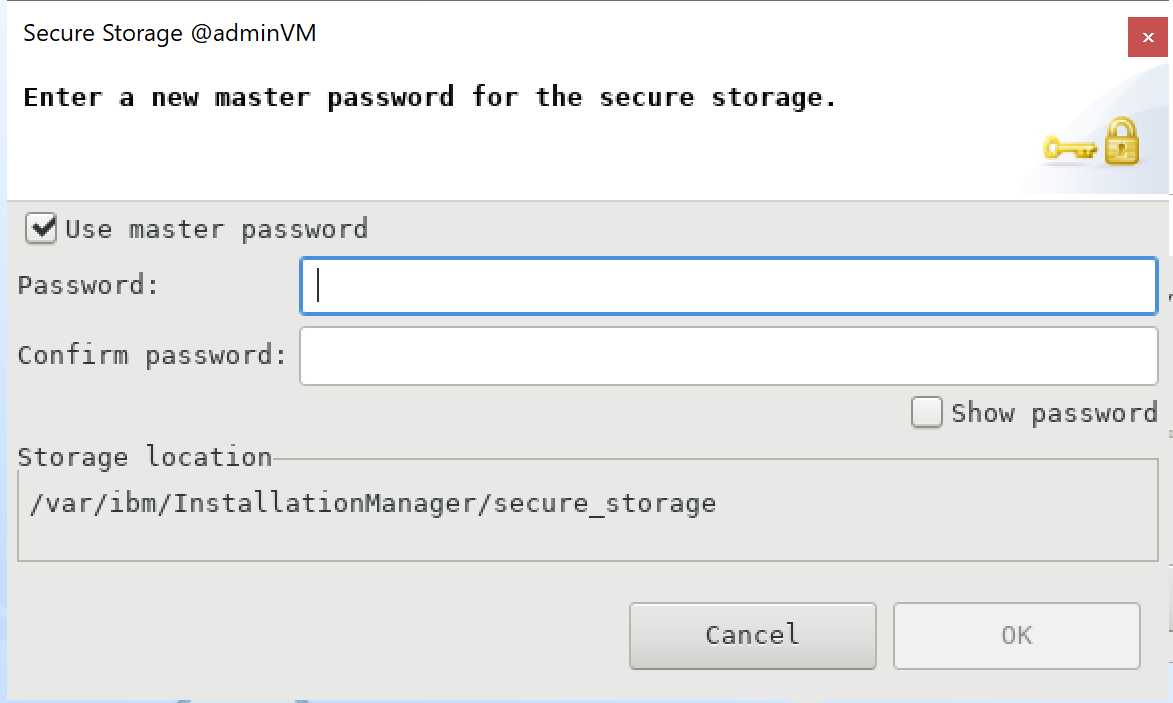 Secure Storage @adminVM
Enter a new master password for the secure storage.
Use master password
Password:
Confirm password:
Show password
Storage location
/var/ibm/InstallationManager/secure_storage
Cancel
OK